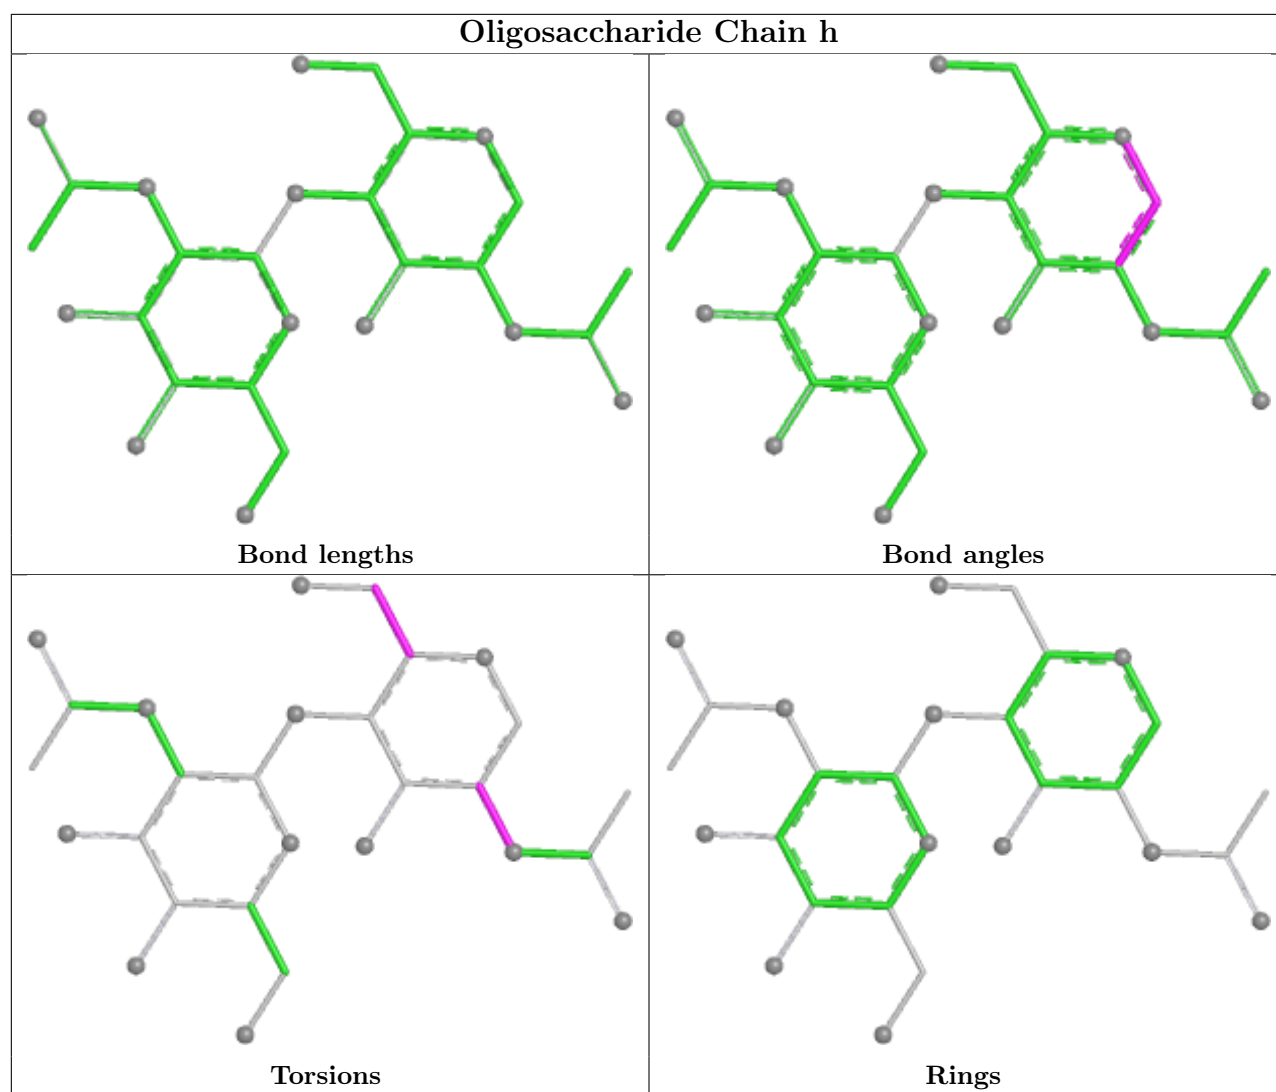 Oligosaccharide Chain h
Bond lengths
Bond angles
Torsions
Rings